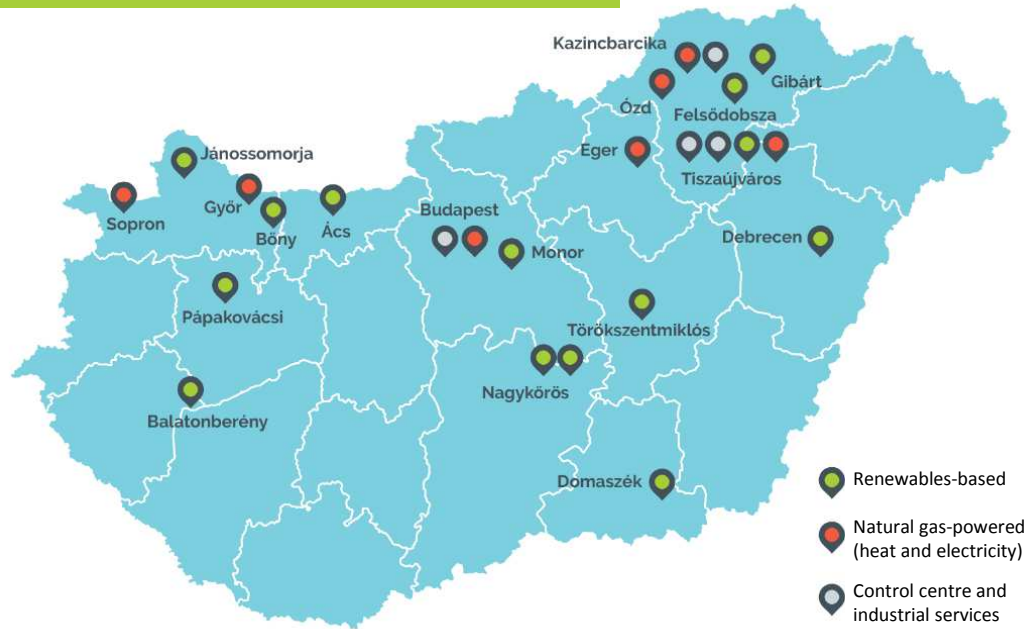 Kazincbarcika
Gibárt
Ózd
Felsődobsza
Jánossomorja
Eger
Tiszaújváros
Sopron
Győr
Bőny
Ács
Budapest
Monor
Debrecen
Pápakovácsi
Törökszentmiklós
Nagykörös
Balatonberény
Domaszék
Renewables-based
Natural gas-powered
(heat and electricity)
Control centre and
industrial services